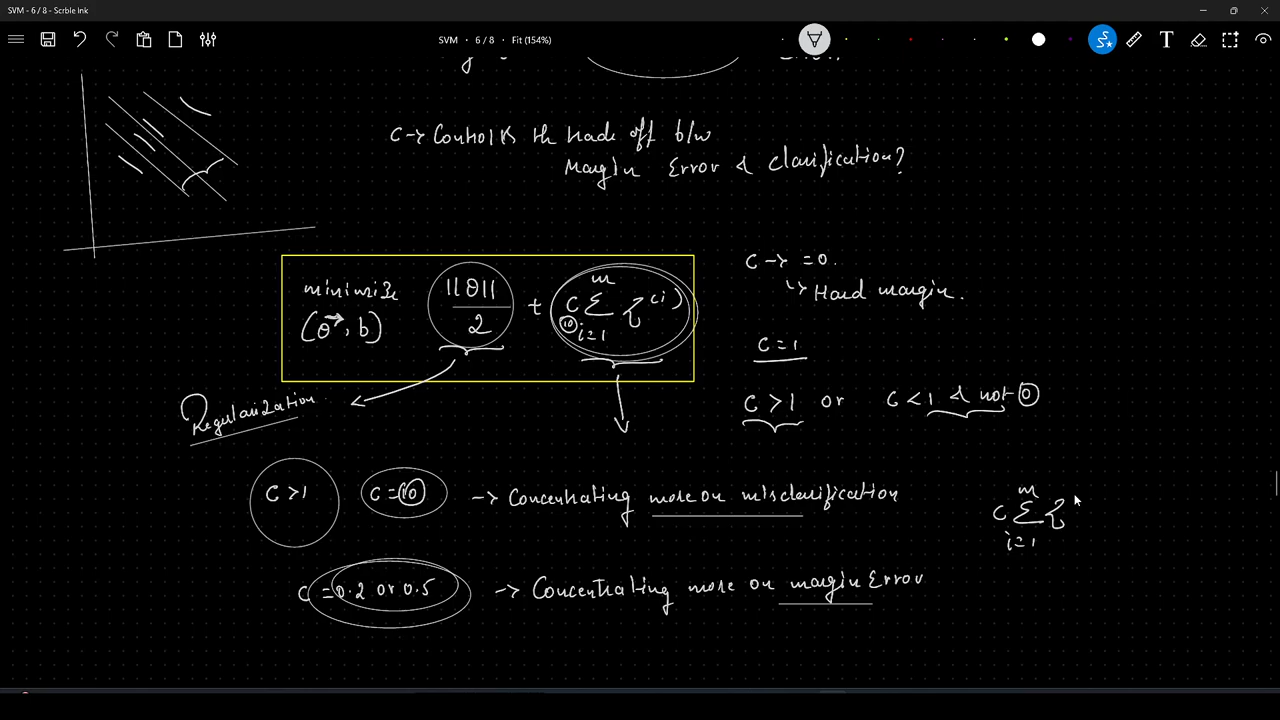 SVM - 6 / 8 - Scrble Ink
SVM - 6 / 8 - Fit (154%)
C → Controls the trade off b/w
Margin Error & classification?
minimize
(θ⃗, b)
||θ||
2
+
C
m
Σ
i=1
ξ(i)
10
C → = 0.
↳ Hard margin.
C = 1
C > 1 or C < 1 & not 0
Regularization
C > 1 C = 10 → Concentrating more on misclassification
C m Σ i=1 ξ
C = 0.2 or 0.5 → Concentrating more on margin Error